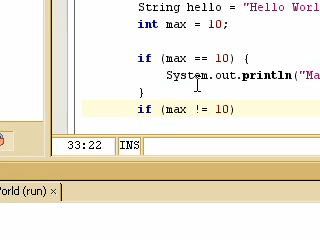 String hello = "Hello Worl
int max = 10;
if (max == 10) {
System.out.println("Ma
}
if (max != 10)
33:22 INS
orld (run) ×